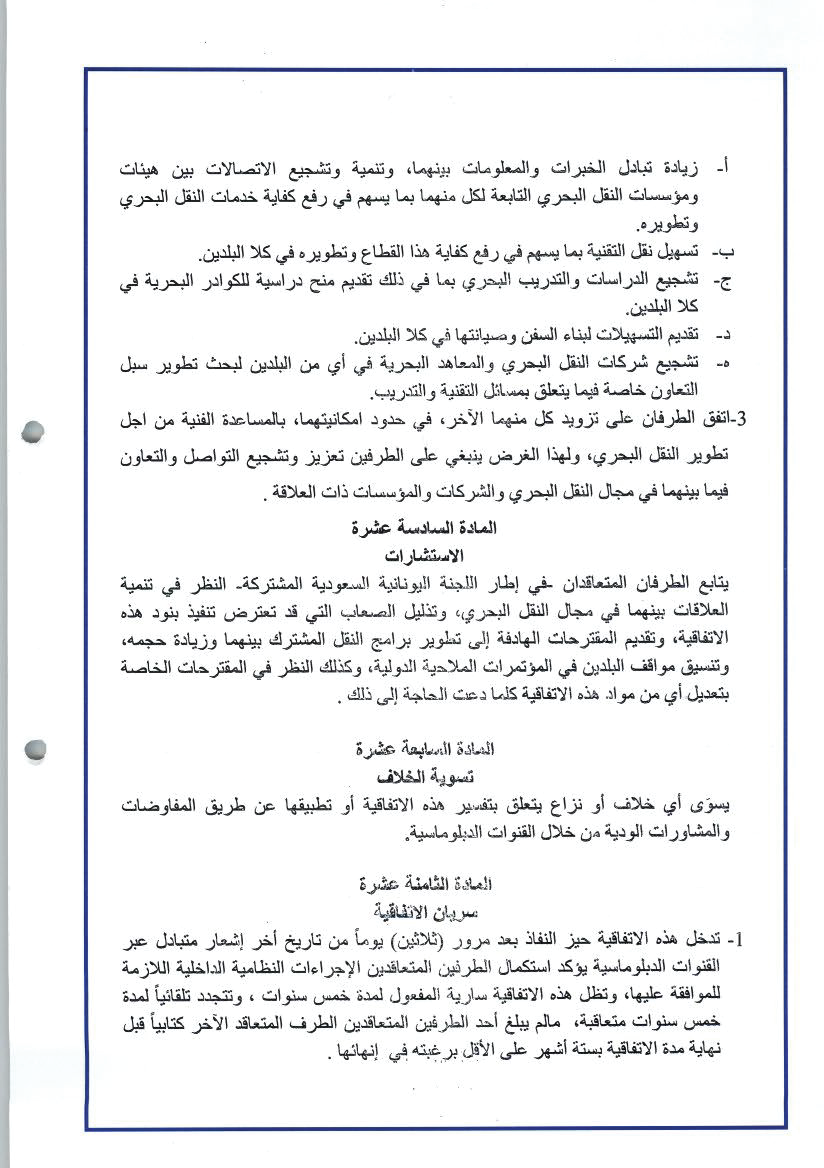 أ- زيادة تبادل الخبرات والمعلومات بينهما، وتنمية وتشجيع الاتصالات بين هيئات
ومؤسسات النقل البحري التابعة لكل منهما بما يسهم في رفع كفاية خدمات النقل البحري
وتطويره.
ب- تسهيل نقل التقنية بما يسهم في رفع كفاية هذا القطاع وتطويره في كلا البلدين.
ج- تشجيع الدراسات والتدريب البحري بما في ذلك تقديم منح دراسية للكوادر البحرية في
كلا البلدين.
د- تقديم التسهيلات لبناء السفن وصيانتها في كلا البلدين.
ه- تشجيع شركات النقل البحري والمعاهد البحرية في أي من البلدين لبحث تطوير سبل
التعاون خاصة فيما يتعلق بمسائل التقنية والتدريب.
3-اتفق الطرفان على تزويد كل منهما الآخر، في حدود امكانيتهما، بالمساعدة الفنية من اجل
تطوير النقل البحري، ولهذا الغرض ينبغي على الطرفين تعزيز وتشجيع التواصل والتعاون
فيما بينهما في مجال النقل البحري والشركات والمؤسسات ذات العلاقة .
المادة السادسة عشرة
الاستشارات
يتابع الطرفان المتعاقدان -في إطار اللجنة اليونانية السعودية المشتركة- النظر في تنمية
العلاقات بينهما في مجال النقل البحري، وتذليل الصعاب التي قد تعترض تنفيذ بنود هذه
الاتفاقية، وتقديم المقترحات الهادفة إلى تطوير برامج النقل المشترك بينهما وزيادة حجمه،
وتنسيق مواقف البلدين في المؤتمرات الملاحية الدولية، وكذلك النظر في المقترحات الخاصة
بتعديل أي من مواد هذه الاتفاقية كلما دعت الحاجة إلى ذلك .
المادة السابعة عشرة
تسوية الخلاف
يسوَى أي خلاف أو نزاع يتعلق بتفسير هذه الاتفاقية أو تطبيقها عن طريق المفاوضات
والمشاورات الودية من خلال القنوات الدبلوماسية.
المادة الثامنة عشرة
سريان الاتفاقية
1- تدخل هذه الاتفاقية حيز النفاذ بعد مرور (ثلاثين) يوماً من تاريخ أخر إشعار متبادل عبر
القنوات الدبلوماسية يؤكد استكمال الطرفين المتعاقدين الإجراءات النظامية الداخلية اللازمة
للموافقة عليها، وتظل هذه الاتفاقية سارية المفعول لمدة خمس سنوات ، وتتجدد تلقائياً لمدة
خمس سنوات متعاقبة، مالم يبلغ أحد الطرفين المتعاقدين الطرف المتعاقد الآخر كتابياً قبل
نهاية مدة الاتفاقية بستة أشهر على الأقل برغبته في إنهائها .